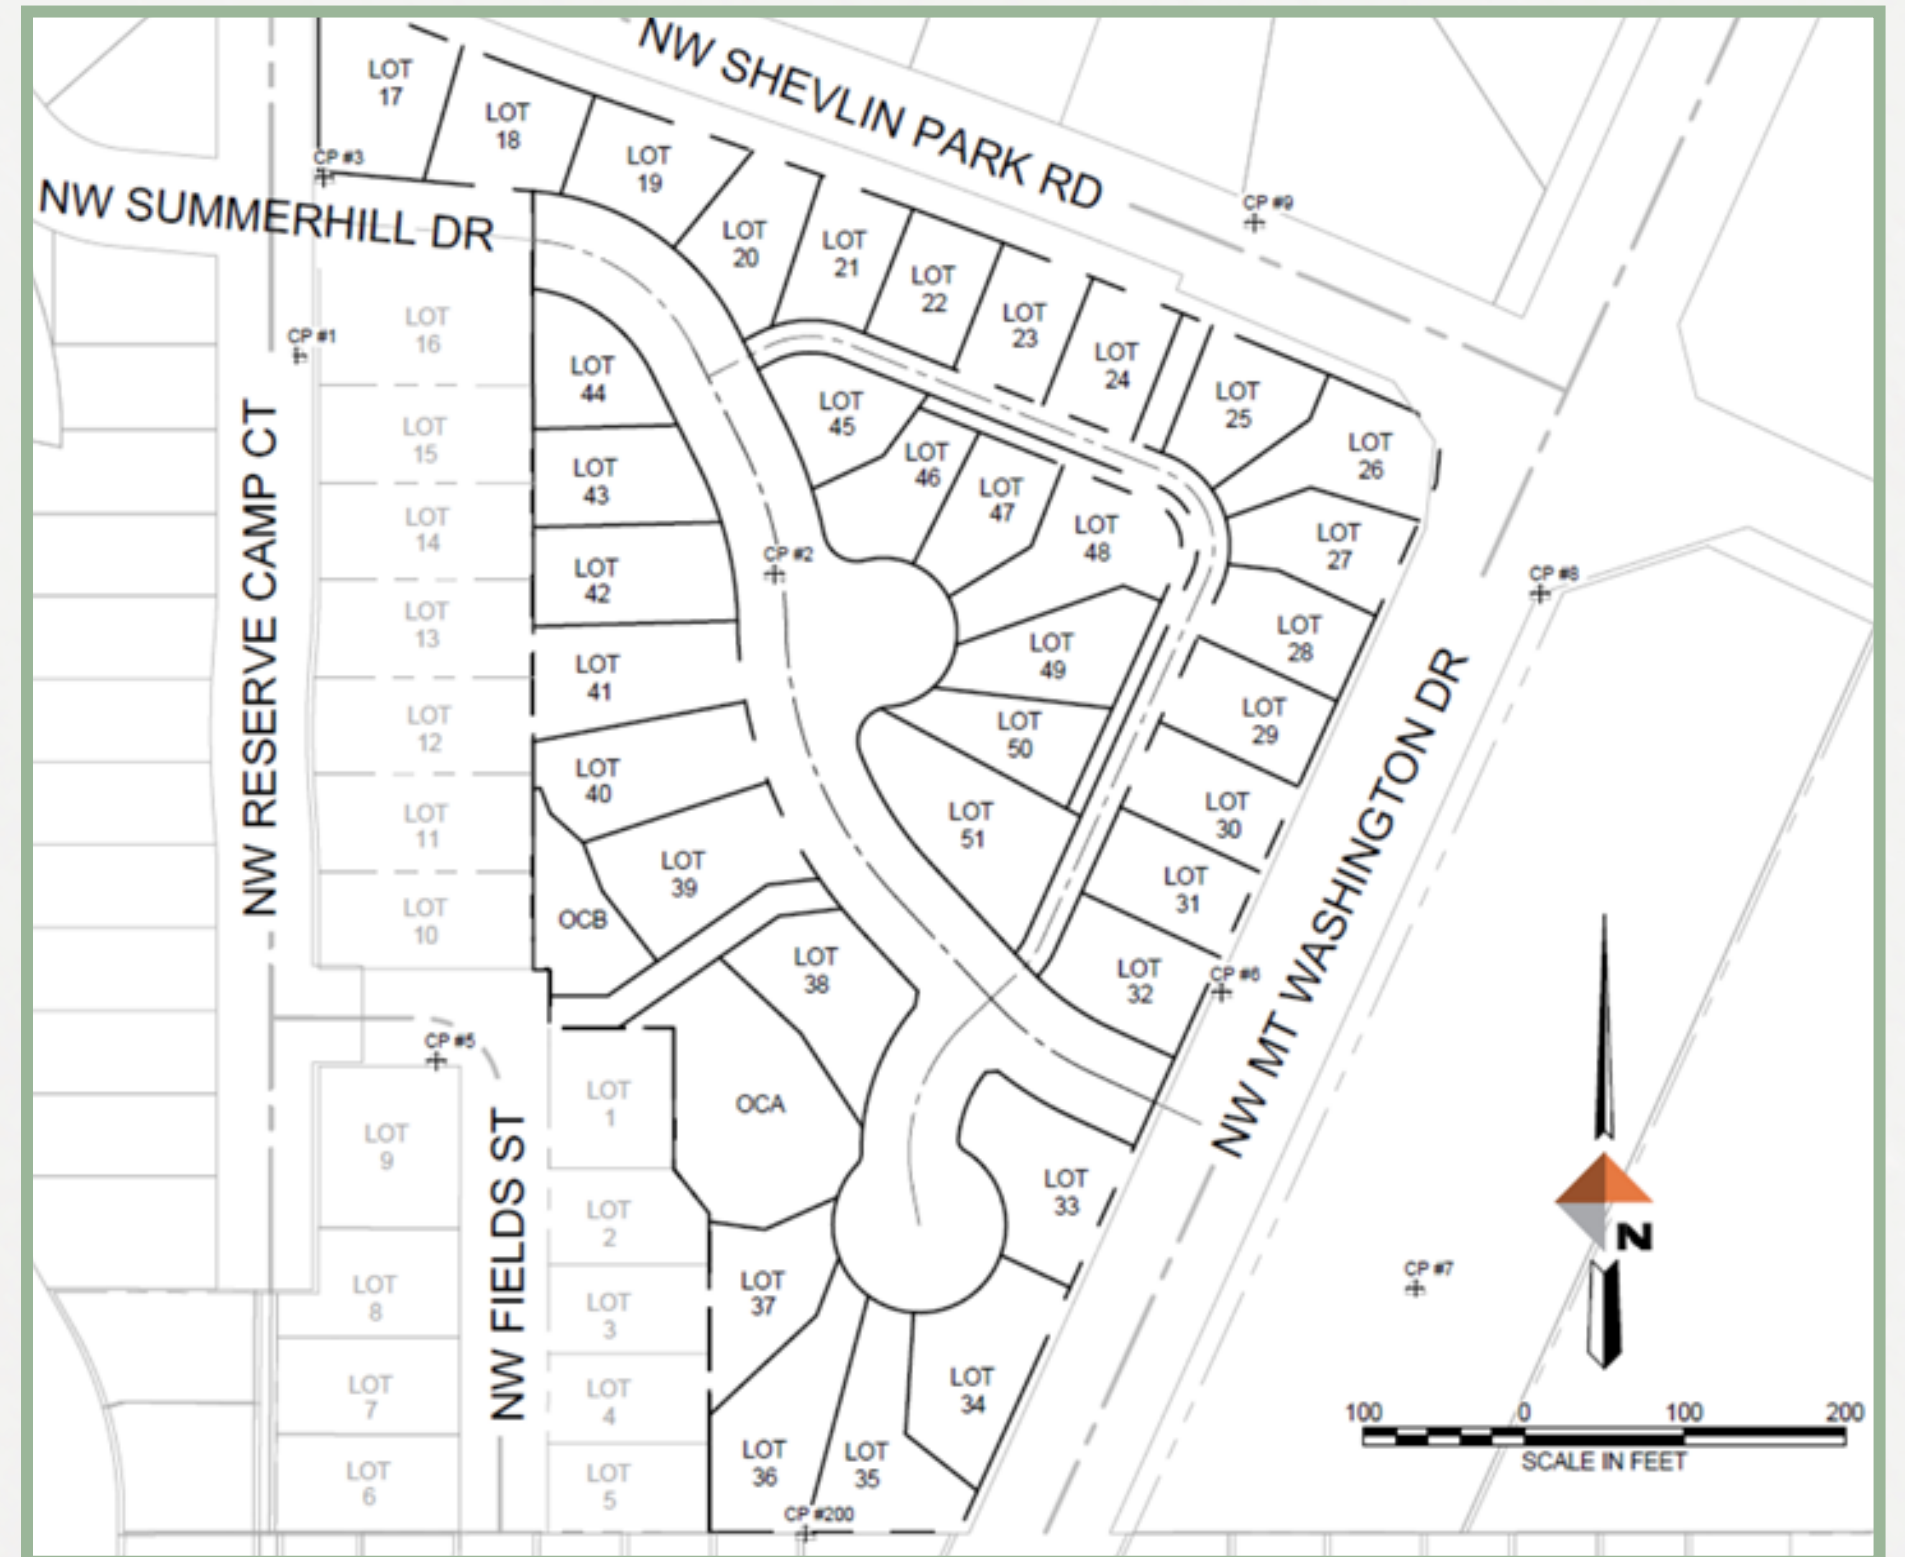 NW SHEVLIN PARK RD
LOT
17
LOT
18
LOT
19
CP #3
NW SUMMERHILL DR
CP #9
LOT
20
LOT
21
LOT
22
LOT
23
LOT
24
LOT
25
LOT
26
LOT
27
LOT
28
LOT
29
LOT
30
LOT
31
LOT
32
CP #1
LOT
16
LOT
15
LOT
14
LOT
13
LOT
12
LOT
11
LOT
10
NW RESERVE CAMP CT
LOT
44
LOT
43
LOT
42
LOT
41
LOT
40
LOT
39
OCB
LOT
38
OCA
CP #2
LOT
45
LOT
46
LOT
47
LOT
48
LOT
49
LOT
50
LOT
51
CP #8
NW MT WASHINGTON DR
CP #6
CP #5
LOT
9
LOT
8
LOT
7
LOT
6
NW FIELDS ST
LOT
1
LOT
2
LOT
3
LOT
4
LOT
5
LOT
33
LOT
34
LOT
35
LOT
36
LOT
37
CP #200
CP #7
N
100 0 100 200
SCALE IN FEET